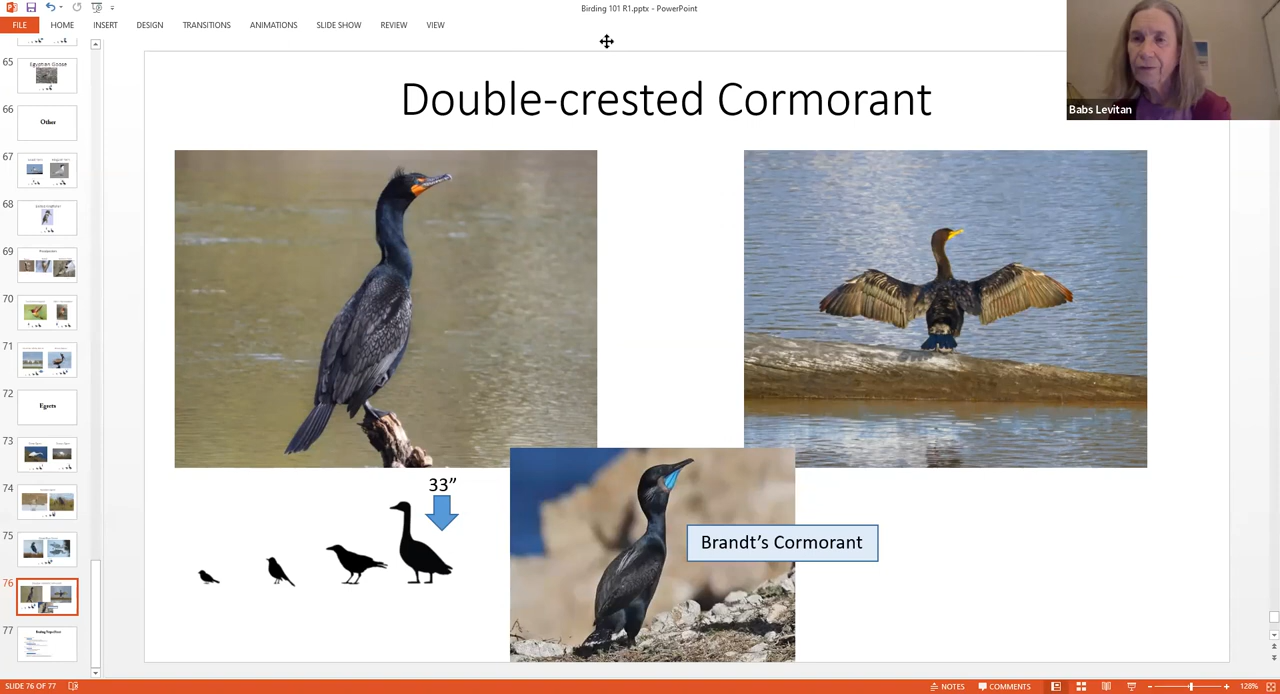 Birding 101 R1.pptx - PowerPoint
FILE HOME INSERT DESIGN TRANSITIONS ANIMATIONS SLIDE SHOW REVIEW VIEW
Babs Levitan
Double-crested Cormorant
33”
Brandt’s Cormorant
65
Egyptian Goose
66
Other
67
68
69
70
71
72
Egrets
73
74
75
76
77
SLIDE 76 OF 77
NOTES COMMENTS 128%